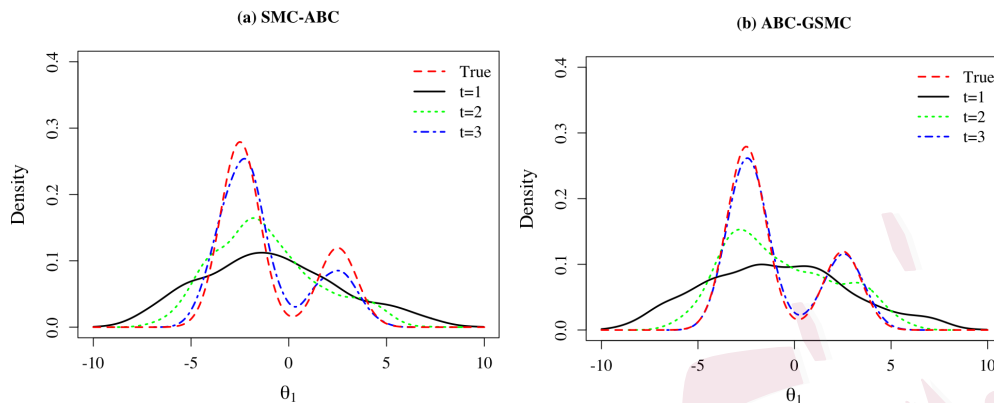 (a) SMC-ABC
Density
0.0
0.1
0.2
0.3
0.4
-10
-5
0
5
10
θ1
True
t=1
t=2
t=3
(b) ABC-GSMC
Density
0.0
0.1
0.2
0.3
0.4
-10
-5
0
5
10
θ1
True
t=1
t=2
t=3